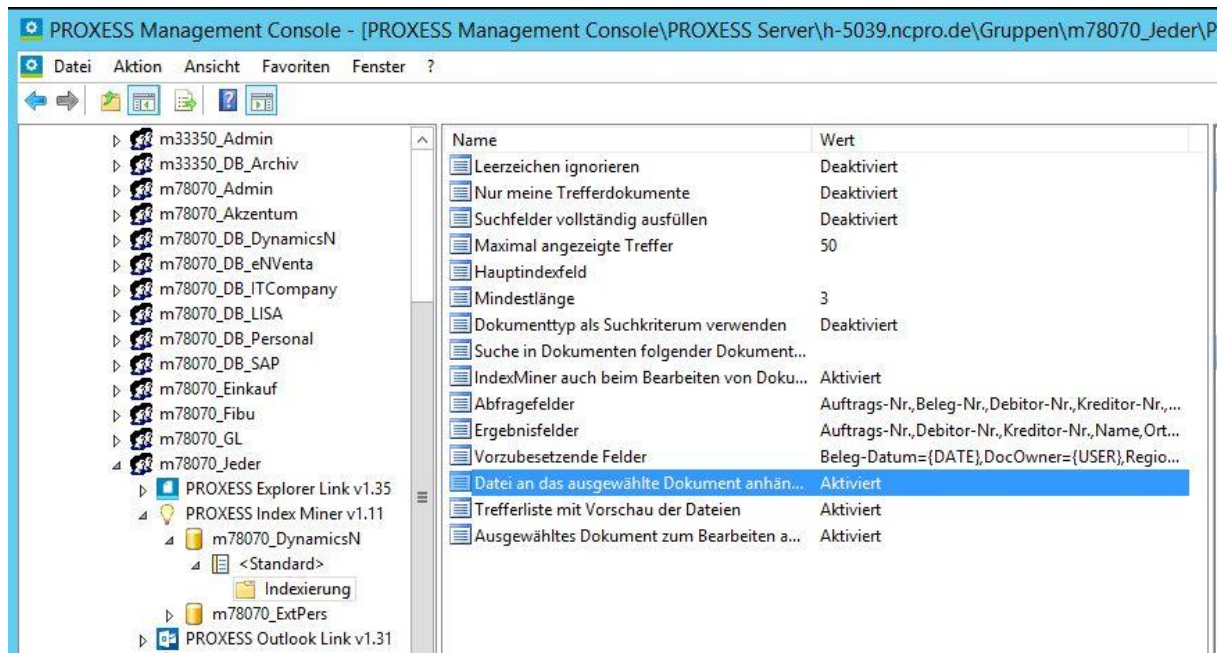 PROXESS Management Console - [PROXESS Management Console\PROXESS Server\h-5039.ncpro.de\Gruppen\m78070_Jeder\P
Datei Aktion Ansicht Favoriten Fenster ?
m33350_Admin
m33350_DB_Archiv
m78070_Admin
m78070_Akzentum
m78070_DB_DynamicsN
m78070_DB_eNVenta
m78070_DB_ITCompany
m78070_DB_LISA
m78070_DB_Personal
m78070_DB_SAP
m78070_Einkauf
m78070_Fibu
m78070_GL
m78070_Jeder
PROXESS Explorer Link v1.35
PROXESS Index Miner v1.11
m78070_DynamicsN
<Standard>
Indexierung
m78070_ExtPers
PROXESS Outlook Link v1.31
Name Wert
Leerzeichen ignorieren Deaktiviert
Nur meine Trefferdokumente Deaktiviert
Suchfelder vollständig ausfüllen Deaktiviert
Maximal angezeigte Treffer 50
Hauptindexfeld
Mindestlänge 3
Dokumenttyp als Suchkriterum verwenden Deaktiviert
Suche in Dokumenten folgender Dokument...
IndexMiner auch beim Bearbeiten von Doku... Aktiviert
Abfragefelder Auftrags-Nr.,Beleg-Nr.,Debitor-Nr.,Kreditor-Nr.,...
Ergebnisfelder Auftrags-Nr.,Debitor-Nr.,Kreditor-Nr.,Name,Ort...
Vorzubesetzende Felder Beleg-Datum={DATE},DocOwner={USER},Regio...
Datei an das ausgewählte Dokument anhän... Aktiviert
Trefferliste mit Vorschau der Dateien Aktiviert
Ausgewähltes Dokument zum Bearbeiten a... Aktiviert